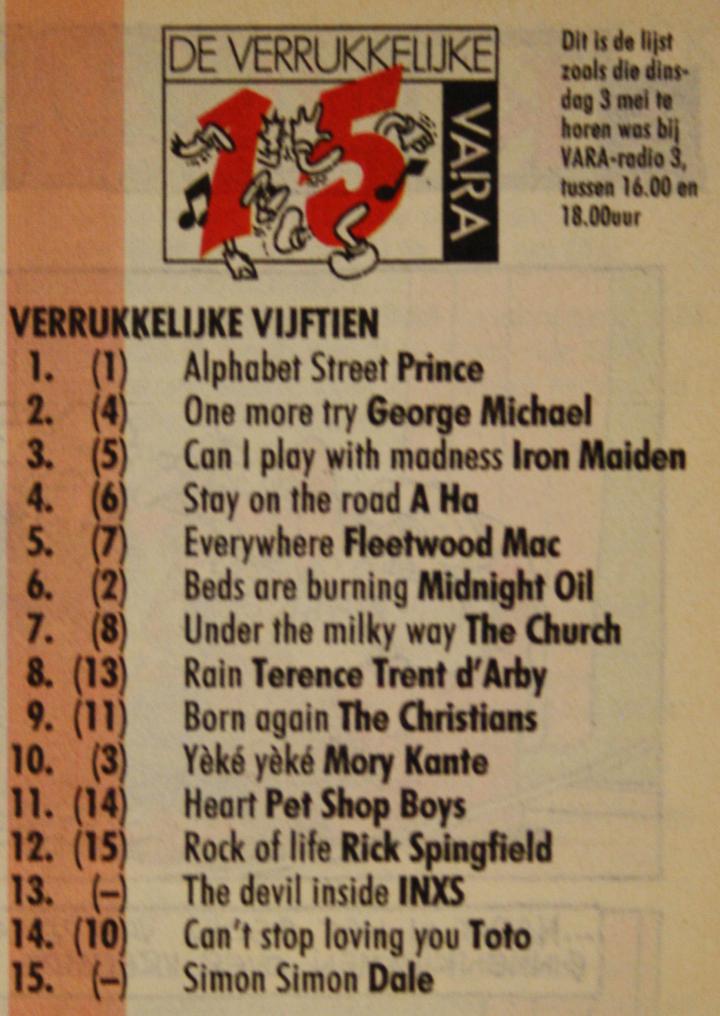 DE VERRUKKELIJKE
15
VARA
Dit is de lijst
zoals die dins-
dag 3 mei te
horen was bij
VARA-radio 3,
tussen 16.00 en
18.00uur
VERRUKKELIJKE VIJFTIEN
1. (1) Alphabet Street Prince
2. (4) One more try George Michael
3. (5) Can I play with madness Iron Maiden
4. (6) Stay on the road A Ha
5. (7) Everywhere Fleetwood Mac
6. (2) Beds are burning Midnight Oil
7. (8) Under the milky way The Church
8. (13) Rain Terence Trent d'Arby
9. (11) Born again The Christians
10. (3) Yèké yèké Mory Kante
11. (14) Heart Pet Shop Boys
12. (15) Rock of life Rick Spingfield
13. (–) The devil inside INXS
14. (10) Can't stop loving you Toto
15. (–) Simon Simon Dale